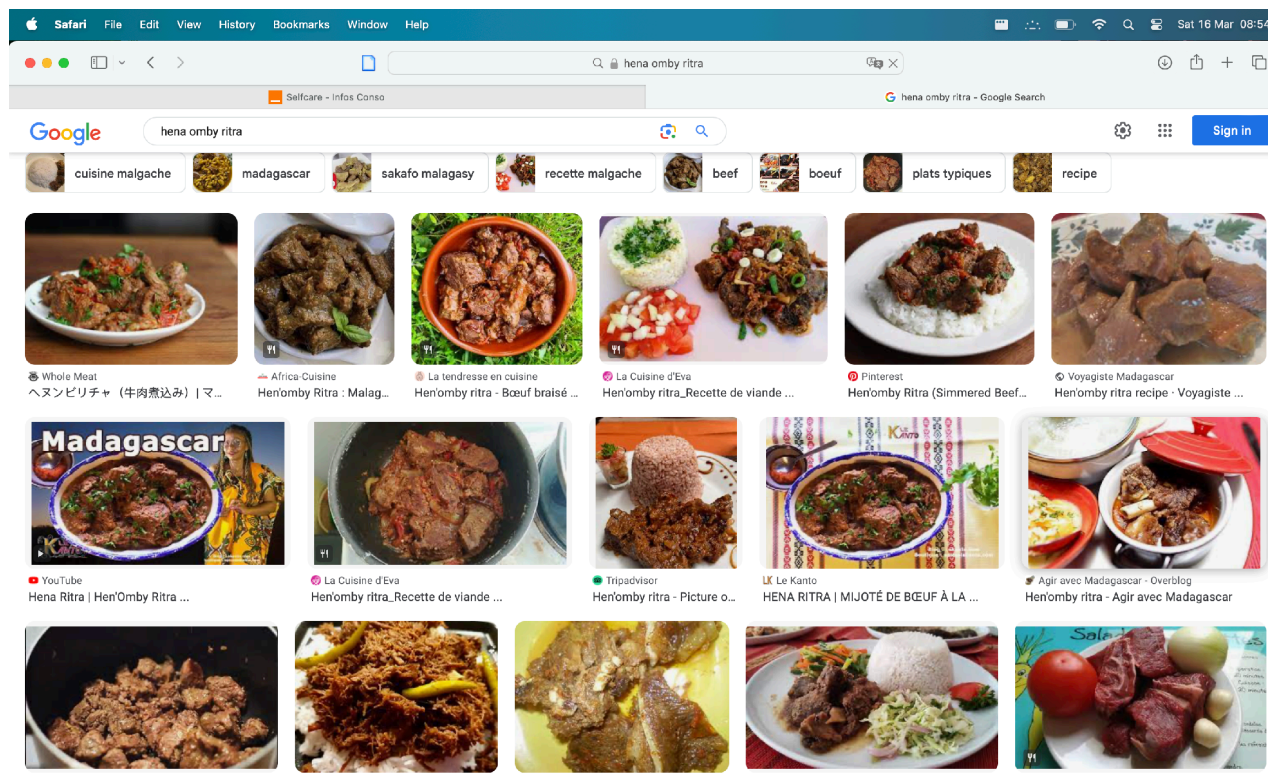 Safari File Edit View History Bookmarks Window Help Sat 16 Mar 08:54
hena omby ritra
Selfcare - Infos Conso hena omby ritra - Google Search
Google hena omby ritra Sign in
cuisine malgache madagascar sakafo malagasy recette malgache beef boeuf plats typiques recipe
Whole Meat Africa-Cuisine La tendresse en cuisine La Cuisine d'Eva Pinterest Voyagiste Madagascar
ヘヌンビリチャ（牛肉煮込み）| マ... Hen'omby Ritra : Malag... Hen'omby ritra - Bœuf braisé ... Hen'omby ritra_Recette de viande ... Hen'omby Ritra (Simmered Beef... Hen'omby ritra recipe · Voyagiste ...
Madagascar
KANTO
YouTube La Cuisine d'Eva Tripadvisor LK Le Kanto Agir avec Madagascar - Overblog
Hena Ritra | Hen'Omby Ritra ... Hen'omby ritra_Recette de viande ... Hen'omby ritra - Picture o... HENA RITRA | MIJOTÉ DE BŒUF À LA ... Hen'omby ritra - Agir avec Madagascar
Salad